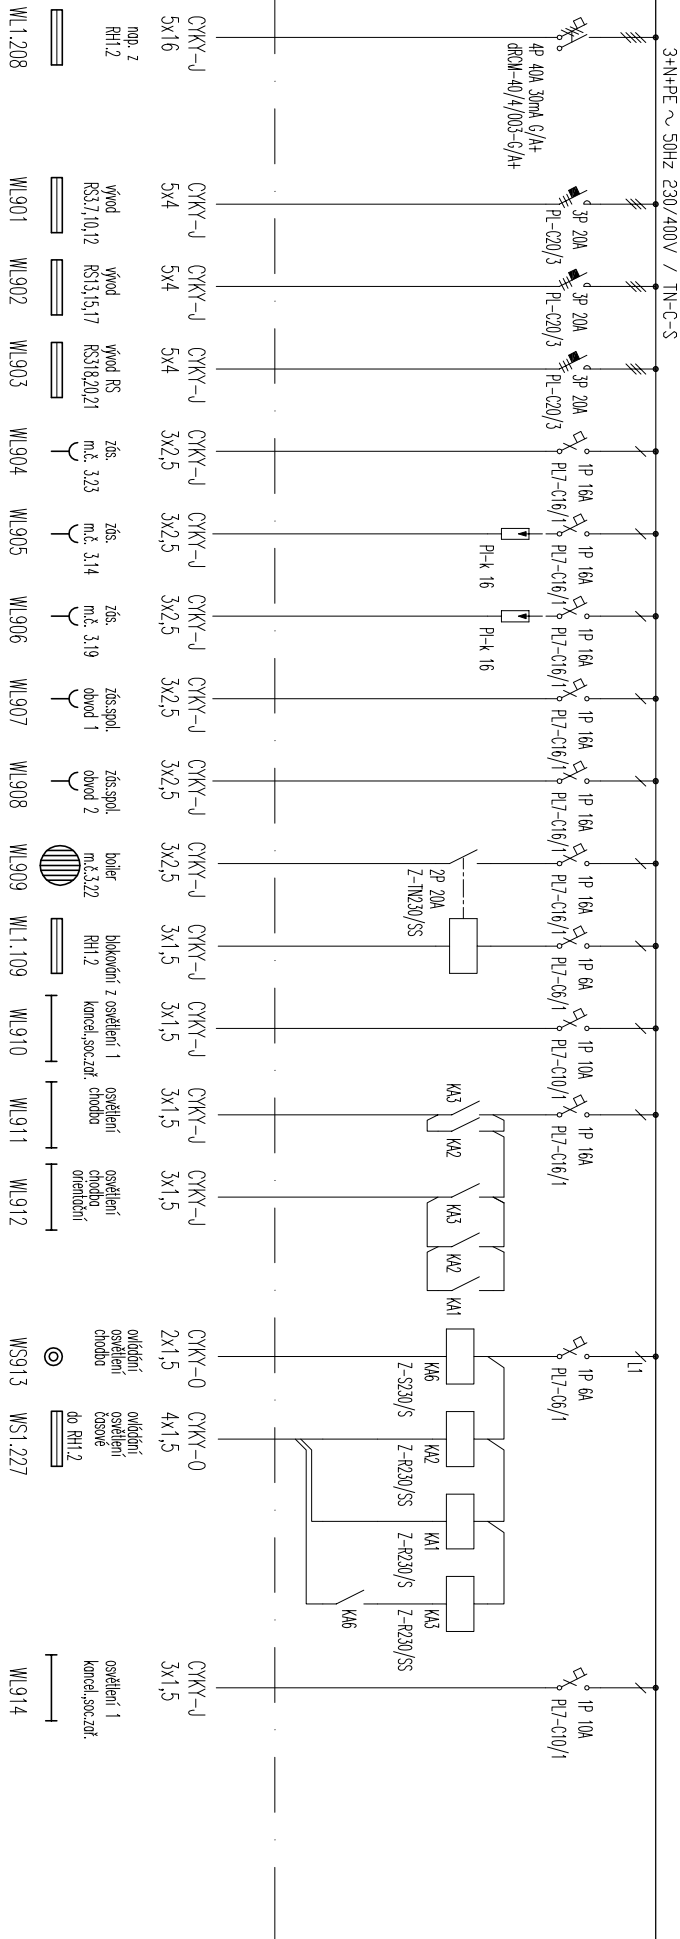 3+N+PE ~ 50Hz 230/400V / TN-C-S
4P 40A 30mA G/A+
dRCM-40/4/003-G/A+
CYKY-J
5x16
nap. z
RH1.2
WL1.208
3P 20A
PL-C20/3
CYKY-J
5x4
vývod
RS3.7,10,12
WL901
3P 20A
PL-C20/3
CYKY-J
5x4
vývod
RS13,15,17
WL902
3P 20A
PL-C20/3
CYKY-J
5x4
vývod RS
RS318,20,21
WL903
1P 16A
PL7-C16/1
CYKY-J
3x2,5
zás.
m.č. 3.23
WL904
1P 16A
PL7-C16/1
PI-k 16
CYKY-J
3x2,5
zás.
m.č. 3.14
WL905
1P 16A
PL7-C16/1
PI-k 16
CYKY-J
3x2,5
zás.
m.č. 3.19
WL906
1P 16A
PL7-C16/1
CYKY-J
3x2,5
zás.spol.
obvod 1
WL907
1P 16A
PL7-C16/1
CYKY-J
3x2,5
zás.spol.
obvod 2
WL908
1P 16A
PL7-C16/1
2P 20A
Z-TN230/SS
CYKY-J
3x2,5
boiler
m.č.3.22
WL909
1P 6A
PL7-C6/1
CYKY-J
3x1,5
blokování z
RH1.2
WL1.109
1P 10A
PL7-C10/1
CYKY-J
3x1,5
osvětlení 1
kancel.,soc.zař.
WL910
1P 16A
PL7-C16/1
KA3
KA2
CYKY-J
3x1,5
osvětlení
chodba
WL911
KA3
KA2
KA1
CYKY-J
3x1,5
osvětlení
chodba
orientační
WL912
L1
1P 6A
PL7-C6/1
KA6
Z-S230/S
CYKY-O
2x1,5
ovládání
osvětlení
chodba
WS913
KA2
Z-R230/SS
CYKY-O
4x1,5
ovládání
osvětlení
časové
do RH1.2
WS1.227
KA1
Z-R230/S
KA3
Z-R230/SS
KA6
1P 10A
PL7-C10/1
CYKY-J
3x1,5
osvětlení 1
kancel.,soc.zař.
WL914